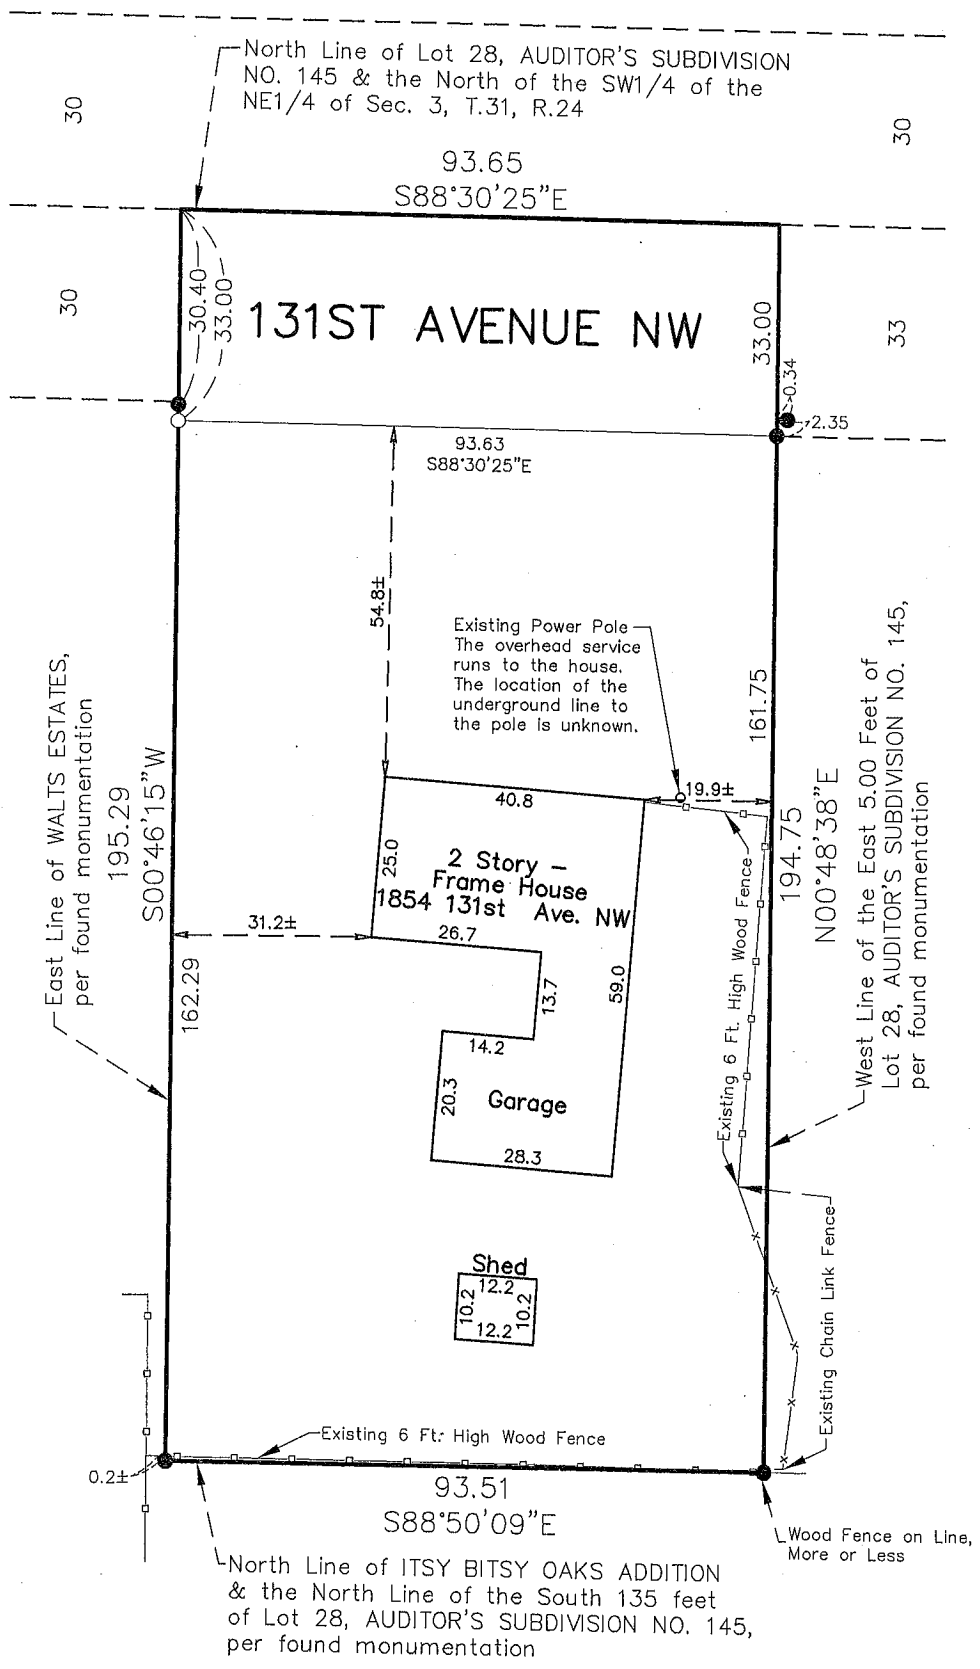 North Line of Lot 28, AUDITOR'S SUBDIVISION
NO. 145 & the North of the SW1/4 of the
NE1/4 of Sec. 3, T.31, R.24
30
30
93.65
S88°30'25"E
30
30.40
33.00
131ST AVENUE NW
33.00
33
0.34
2.35
93.63
S88°30'25"E
54.8±
Existing Power Pole
The overhead service
runs to the house.
The location of the
underground line to
the pole is unknown.
161.75
West Line of the East 5.00 Feet of
Lot 28, AUDITOR'S SUBDIVISION NO. 145,
per found monumentation
East Line of WALTS ESTATES,
per found monumentation
195.29
S00°46'15"W
194.75
N00°48'38"E
40.8
19.9±
25.0
2 Story –
Frame House
1854 131st Ave. NW
26.7
31.2±
162.29
13.7
59.0
Existing 6 Ft. High Wood Fence
14.2
20.3
Garage
28.3
Shed
12.2
10.2
10.2
12.2
Existing Chain Link Fence
Existing 6 Ft. High Wood Fence
0.2±
93.51
S88°50'09"E
Wood Fence on Line,
More or Less
North Line of ITSY BITSY OAKS ADDITION
& the North Line of the South 135 feet
of Lot 28, AUDITOR'S SUBDIVISION NO. 145,
per found monumentation